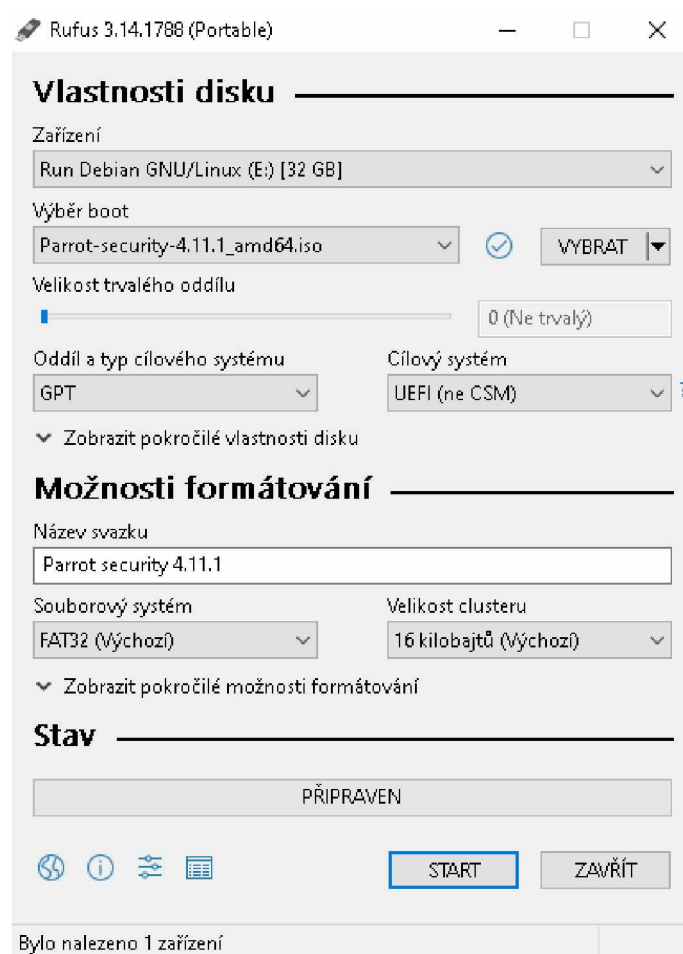 Rufus 3.14.1788 (Portable)
Vlastnosti disku
Zařízení
Run Debian GNU/Linux (E:) [32 GB]
Výběr boot
Parrot-security-4.11.1_amd64.iso
VYBRAT
Velikost trvalého oddílu
0 (Ne trvalý)
Oddíl a typ cílového systému Cílový systém
GPT UEFI (ne CSM) ?
Zobrazit pokročilé vlastnosti disku
Možnosti formátování
Název svazku
Parrot security 4.11.1
Souborový systém Velikost clusteru
FAT32 (Výchozí) 16 kilobajtů (Výchozí)
Zobrazit pokročilé možnosti formátování
Stav
PŘIPRAVEN
START ZAVŘÍT
Bylo nalezeno 1 zařízení